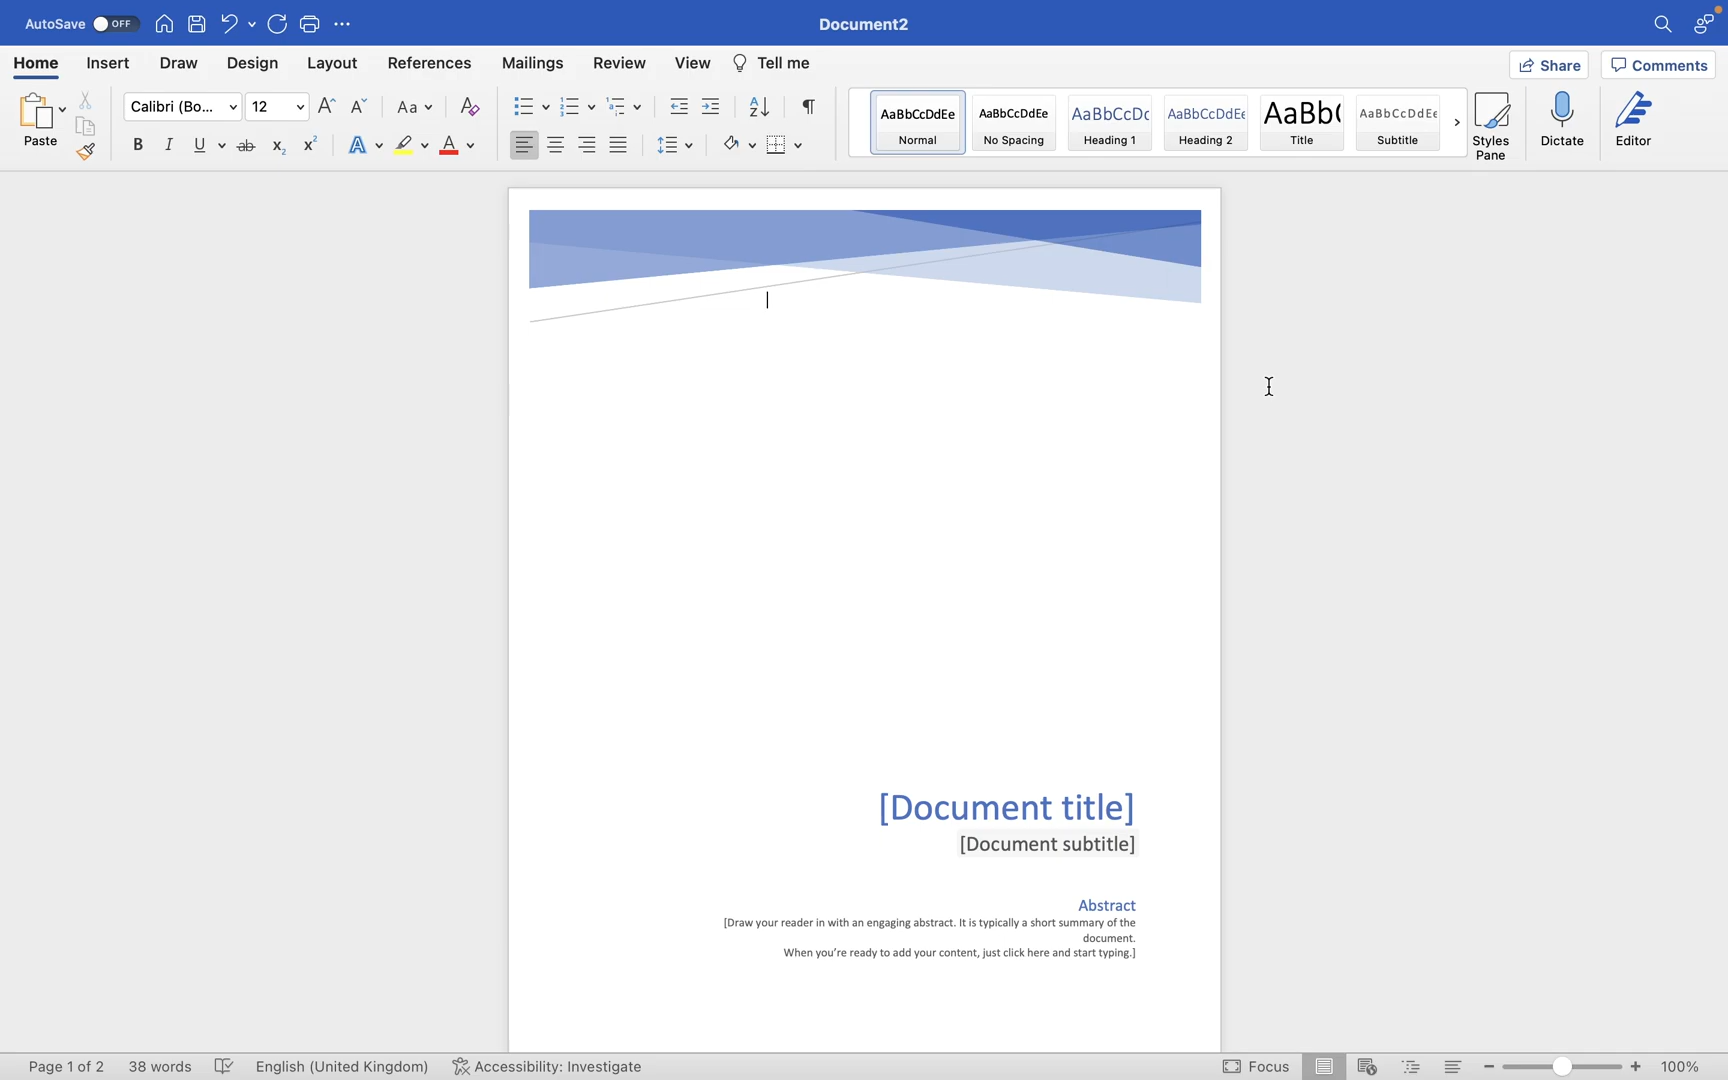 AutoSave OFF Document2
Home Insert Draw Design Layout References Mailings Review View Tell me Share Comments
Paste Calibri (Bo... 12 Aa
AaBbCcDdEe Normal
AaBbCcDdEe No Spacing
AaBbCcDc Heading 1
AaBbCcDdEe Heading 2
AaBb( Title
AaBbCcDdEe Subtitle
Styles Pane
Dictate
Editor
[Document title]
[Document subtitle]
Abstract
[Draw your reader in with an engaging abstract. It is typically a short summary of the
document.
When you're ready to add your content, just click here and start typing.]
Page 1 of 2 38 words English (United Kingdom) Accessibility: Investigate Focus 100%